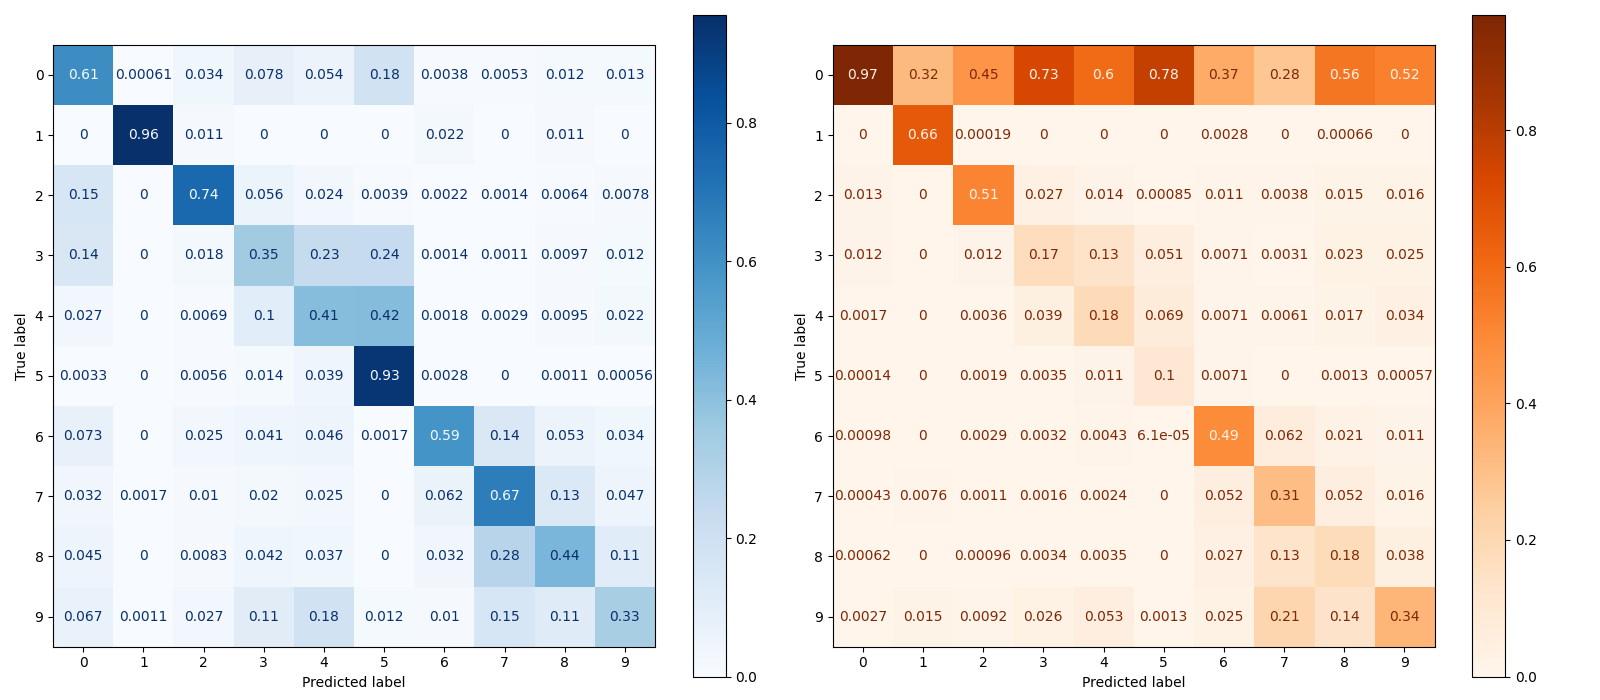 0 0.61 0.00061 0.034 0.078 0.054 0.18 0.0038 0.0053 0.012 0.013
1 0 0.96 0.011 0 0 0 0.022 0 0.011 0
2 0.15 0 0.74 0.056 0.024 0.0039 0.0022 0.0014 0.0064 0.0078
3 0.14 0 0.018 0.35 0.23 0.24 0.0014 0.0011 0.0097 0.012
4 0.027 0 0.0069 0.1 0.41 0.42 0.0018 0.0029 0.0095 0.022
5 0.0033 0 0.0056 0.014 0.039 0.93 0.0028 0 0.0011 0.00056
6 0.073 0 0.025 0.041 0.046 0.0017 0.59 0.14 0.053 0.034
7 0.032 0.0017 0.01 0.02 0.025 0 0.062 0.67 0.13 0.047
8 0.045 0 0.0083 0.042 0.037 0 0.032 0.28 0.44 0.11
9 0.067 0.0011 0.027 0.11 0.18 0.012 0.01 0.15 0.11 0.33
0 1 2 3 4 5 6 7 8 9
True label
Predicted label
0.8
0.6
0.4
0.2
0.0
0 0.97 0.32 0.45 0.73 0.6 0.78 0.37 0.28 0.56 0.52
1 0 0.66 0.00019 0 0 0 0.0028 0 0.00066 0
2 0.013 0 0.51 0.027 0.014 0.00085 0.011 0.0038 0.015 0.016
3 0.012 0 0.012 0.17 0.13 0.051 0.0071 0.0031 0.023 0.025
4 0.0017 0 0.0036 0.039 0.18 0.069 0.0071 0.0061 0.017 0.034
5 0.00014 0 0.0019 0.0035 0.011 0.1 0.0071 0 0.0013 0.00057
6 0.00098 0 0.0029 0.0032 0.0043 6.1e-05 0.49 0.062 0.021 0.011
7 0.00043 0.0076 0.0011 0.0016 0.0024 0 0.052 0.31 0.052 0.016
8 0.00062 0 0.00096 0.0034 0.0035 0 0.027 0.13 0.18 0.038
9 0.0027 0.015 0.0092 0.026 0.053 0.0013 0.025 0.21 0.14 0.34
0 1 2 3 4 5 6 7 8 9
True label
Predicted label
0.8
0.6
0.4
0.2
0.0